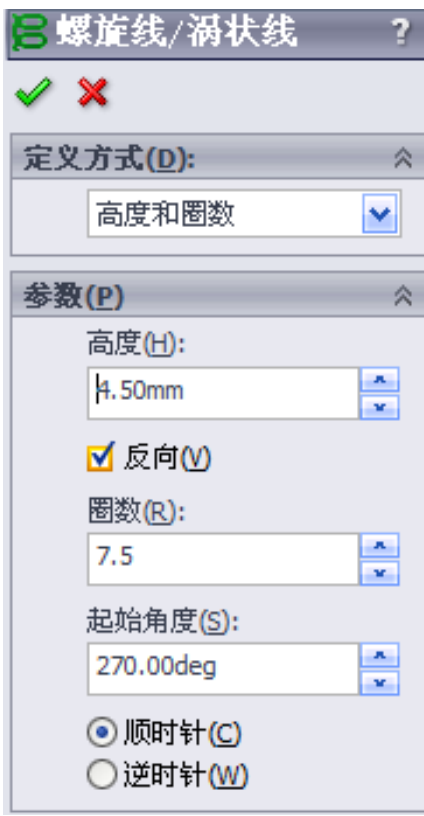 螺旋线/涡状线 ?
定义方式(D):
高度和圈数
参数(P)
高度(H):
4.50mm
反向(V)
圈数(R):
7.5
起始角度(S):
270.00deg
顺时针(C)
逆时针(W)